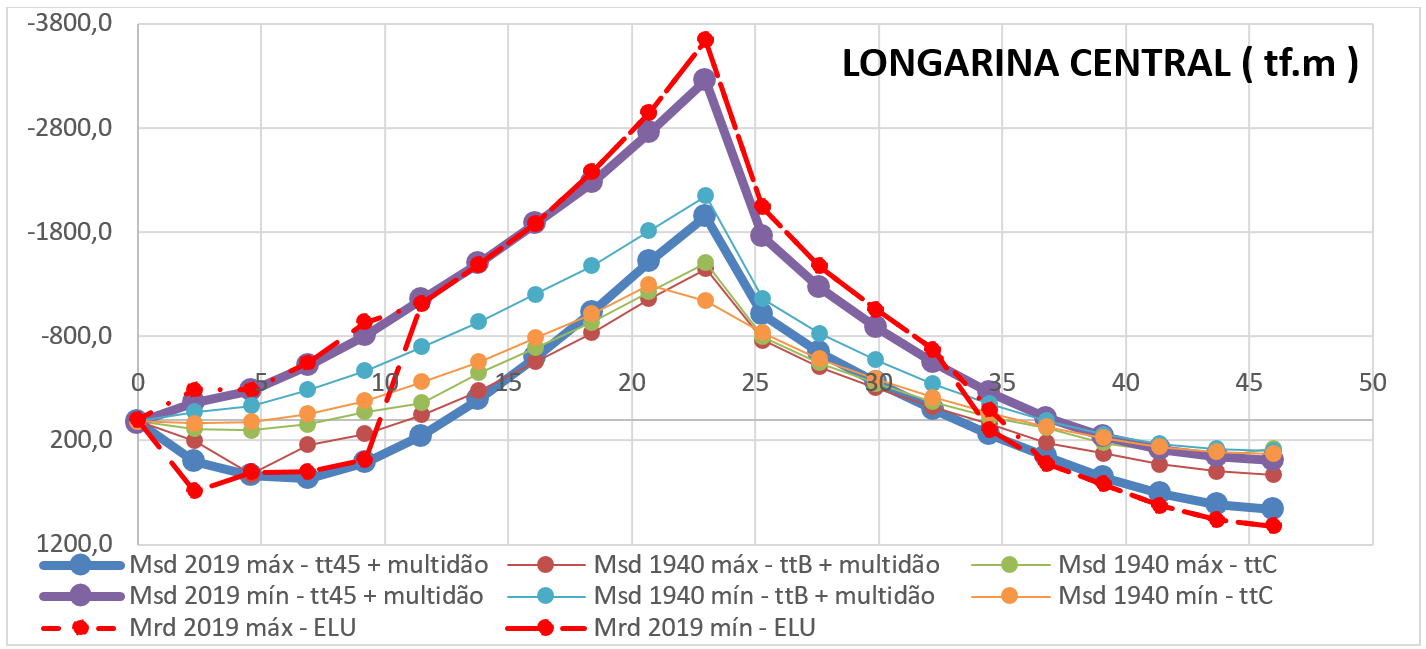 -3800,0
LONGARINA CENTRAL ( tf.m )
-2800,0
-1800,0
-800,0
0 5 10 15 20 25 30 35 40 45 50
200,0
1200,0
Msd 2019 máx - tt45 + multidão Msd 1940 máx - ttB + multidão Msd 1940 máx - ttC
Msd 2019 mín - tt45 + multidão Msd 1940 mín - ttB + multidão Msd 1940 mín - ttC
Mrd 2019 máx - ELU Mrd 2019 mín - ELU